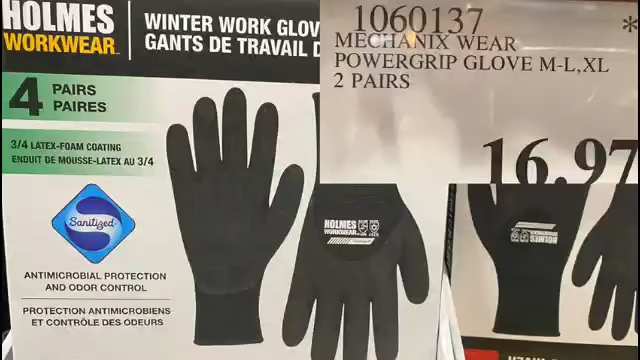 HOLMES
WORKWEAR
WINTER WORK GLOV
GANTS DE TRAVAIL D
4 PAIRS
PAIRES
3/4 LATEX-FOAM COATING
ENDUIT DE MOUSSE-LATEX AU 3/4
Sanitized
ANTIMICROBIAL PROTECTION
AND ODOR CONTROL
PROTECTION ANTIMICROBIENS
ET CONTRÔLE DES ODEURS
HOLMES
WORKWEAR
1060137 *
MECHANIX WEAR
POWERGRIP GLOVE M-L,XL
2 PAIRS
16.97
HOLMES